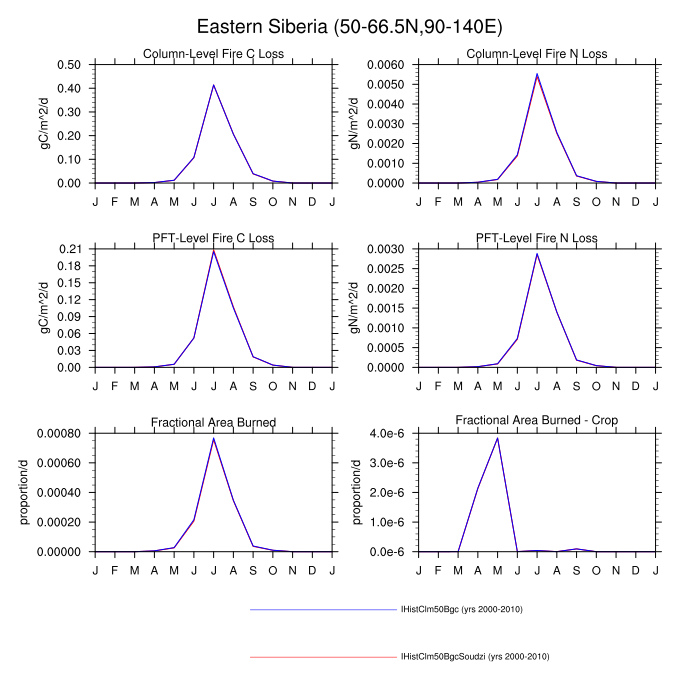 Eastern Siberia (50-66.5N,90-140E)
Column-Level Fire C Loss
gC/m^2/d
0.50
0.40
0.30
0.20
0.10
0.00
J F M A M J J A S O N D J
Column-Level Fire N Loss
gN/m^2/d
0.0060
0.0050
0.0040
0.0030
0.0020
0.0010
0.0000
J F M A M J J A S O N D J
PFT-Level Fire C Loss
gC/m^2/d
0.21
0.18
0.15
0.12
0.09
0.06
0.03
0.00
J F M A M J J A S O N D J
PFT-Level Fire N Loss
gN/m^2/d
0.0030
0.0025
0.0020
0.0015
0.0010
0.0005
0.0000
J F M A M J J A S O N D J
Fractional Area Burned
proportion/d
0.00080
0.00060
0.00040
0.00020
0.00000
J F M A M J J A S O N D J
Fractional Area Burned - Crop
proportion/d
4.0e-6
3.0e-6
2.0e-6
1.0e-6
0.0e-6
J F M A M J J A S O N D J
IHistClm50Bgc (yrs 2000-2010)
IHistClm50BgcSoudzi (yrs 2000-2010)